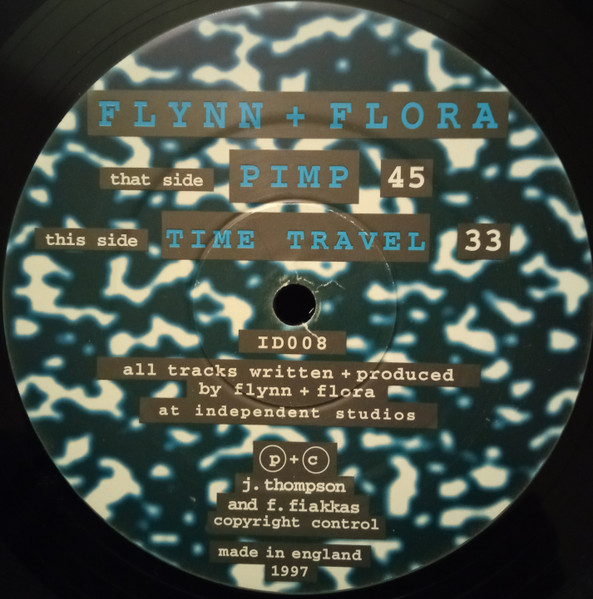 FLYNN + FLORA
that side PIMP 45
this side TIME TRAVEL 33
ID008
all tracks written + produced
by flynn + flora
at independent studios
p + c
j. thompson
and f. fiakkas
copyright control
made in england
1997